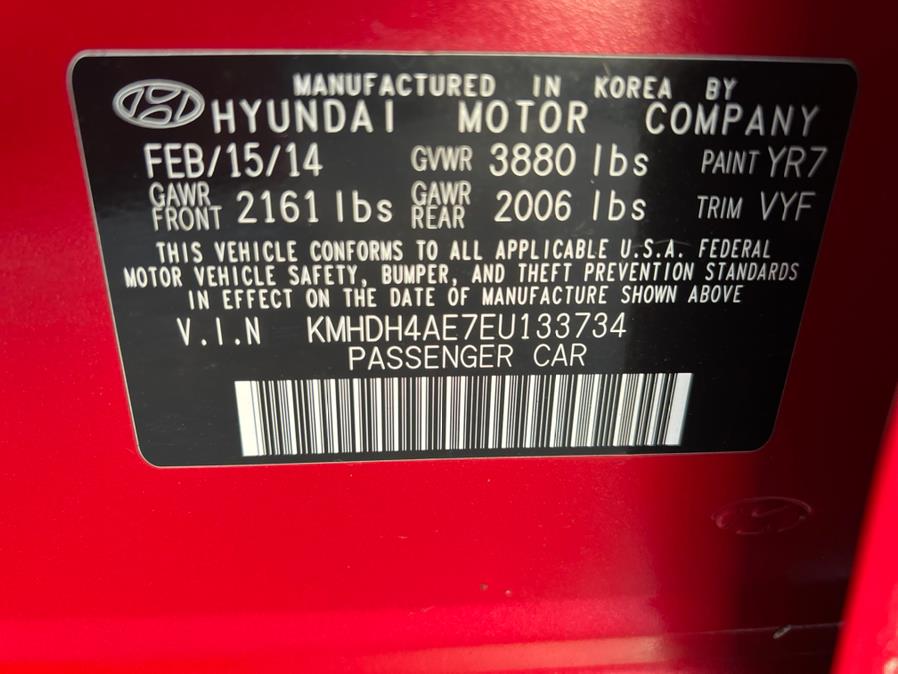 MANUFACTURED IN KOREA BY
HYUNDAI MOTOR COMPANY
FEB/15/14 GVWR 3880 lbs PAINT YR7
GAWR FRONT 2161 lbs GAWR REAR 2006 lbs TRIM VYF
THIS VEHICLE CONFORMS TO ALL APPLICABLE U.S.A. FEDERAL
MOTOR VEHICLE SAFETY, BUMPER, AND THEFT PREVENTION STANDARDS
IN EFFECT ON THE DATE OF MANUFACTURE SHOWN ABOVE
V.I.N KMHDH4AE7EU133734
PASSENGER CAR